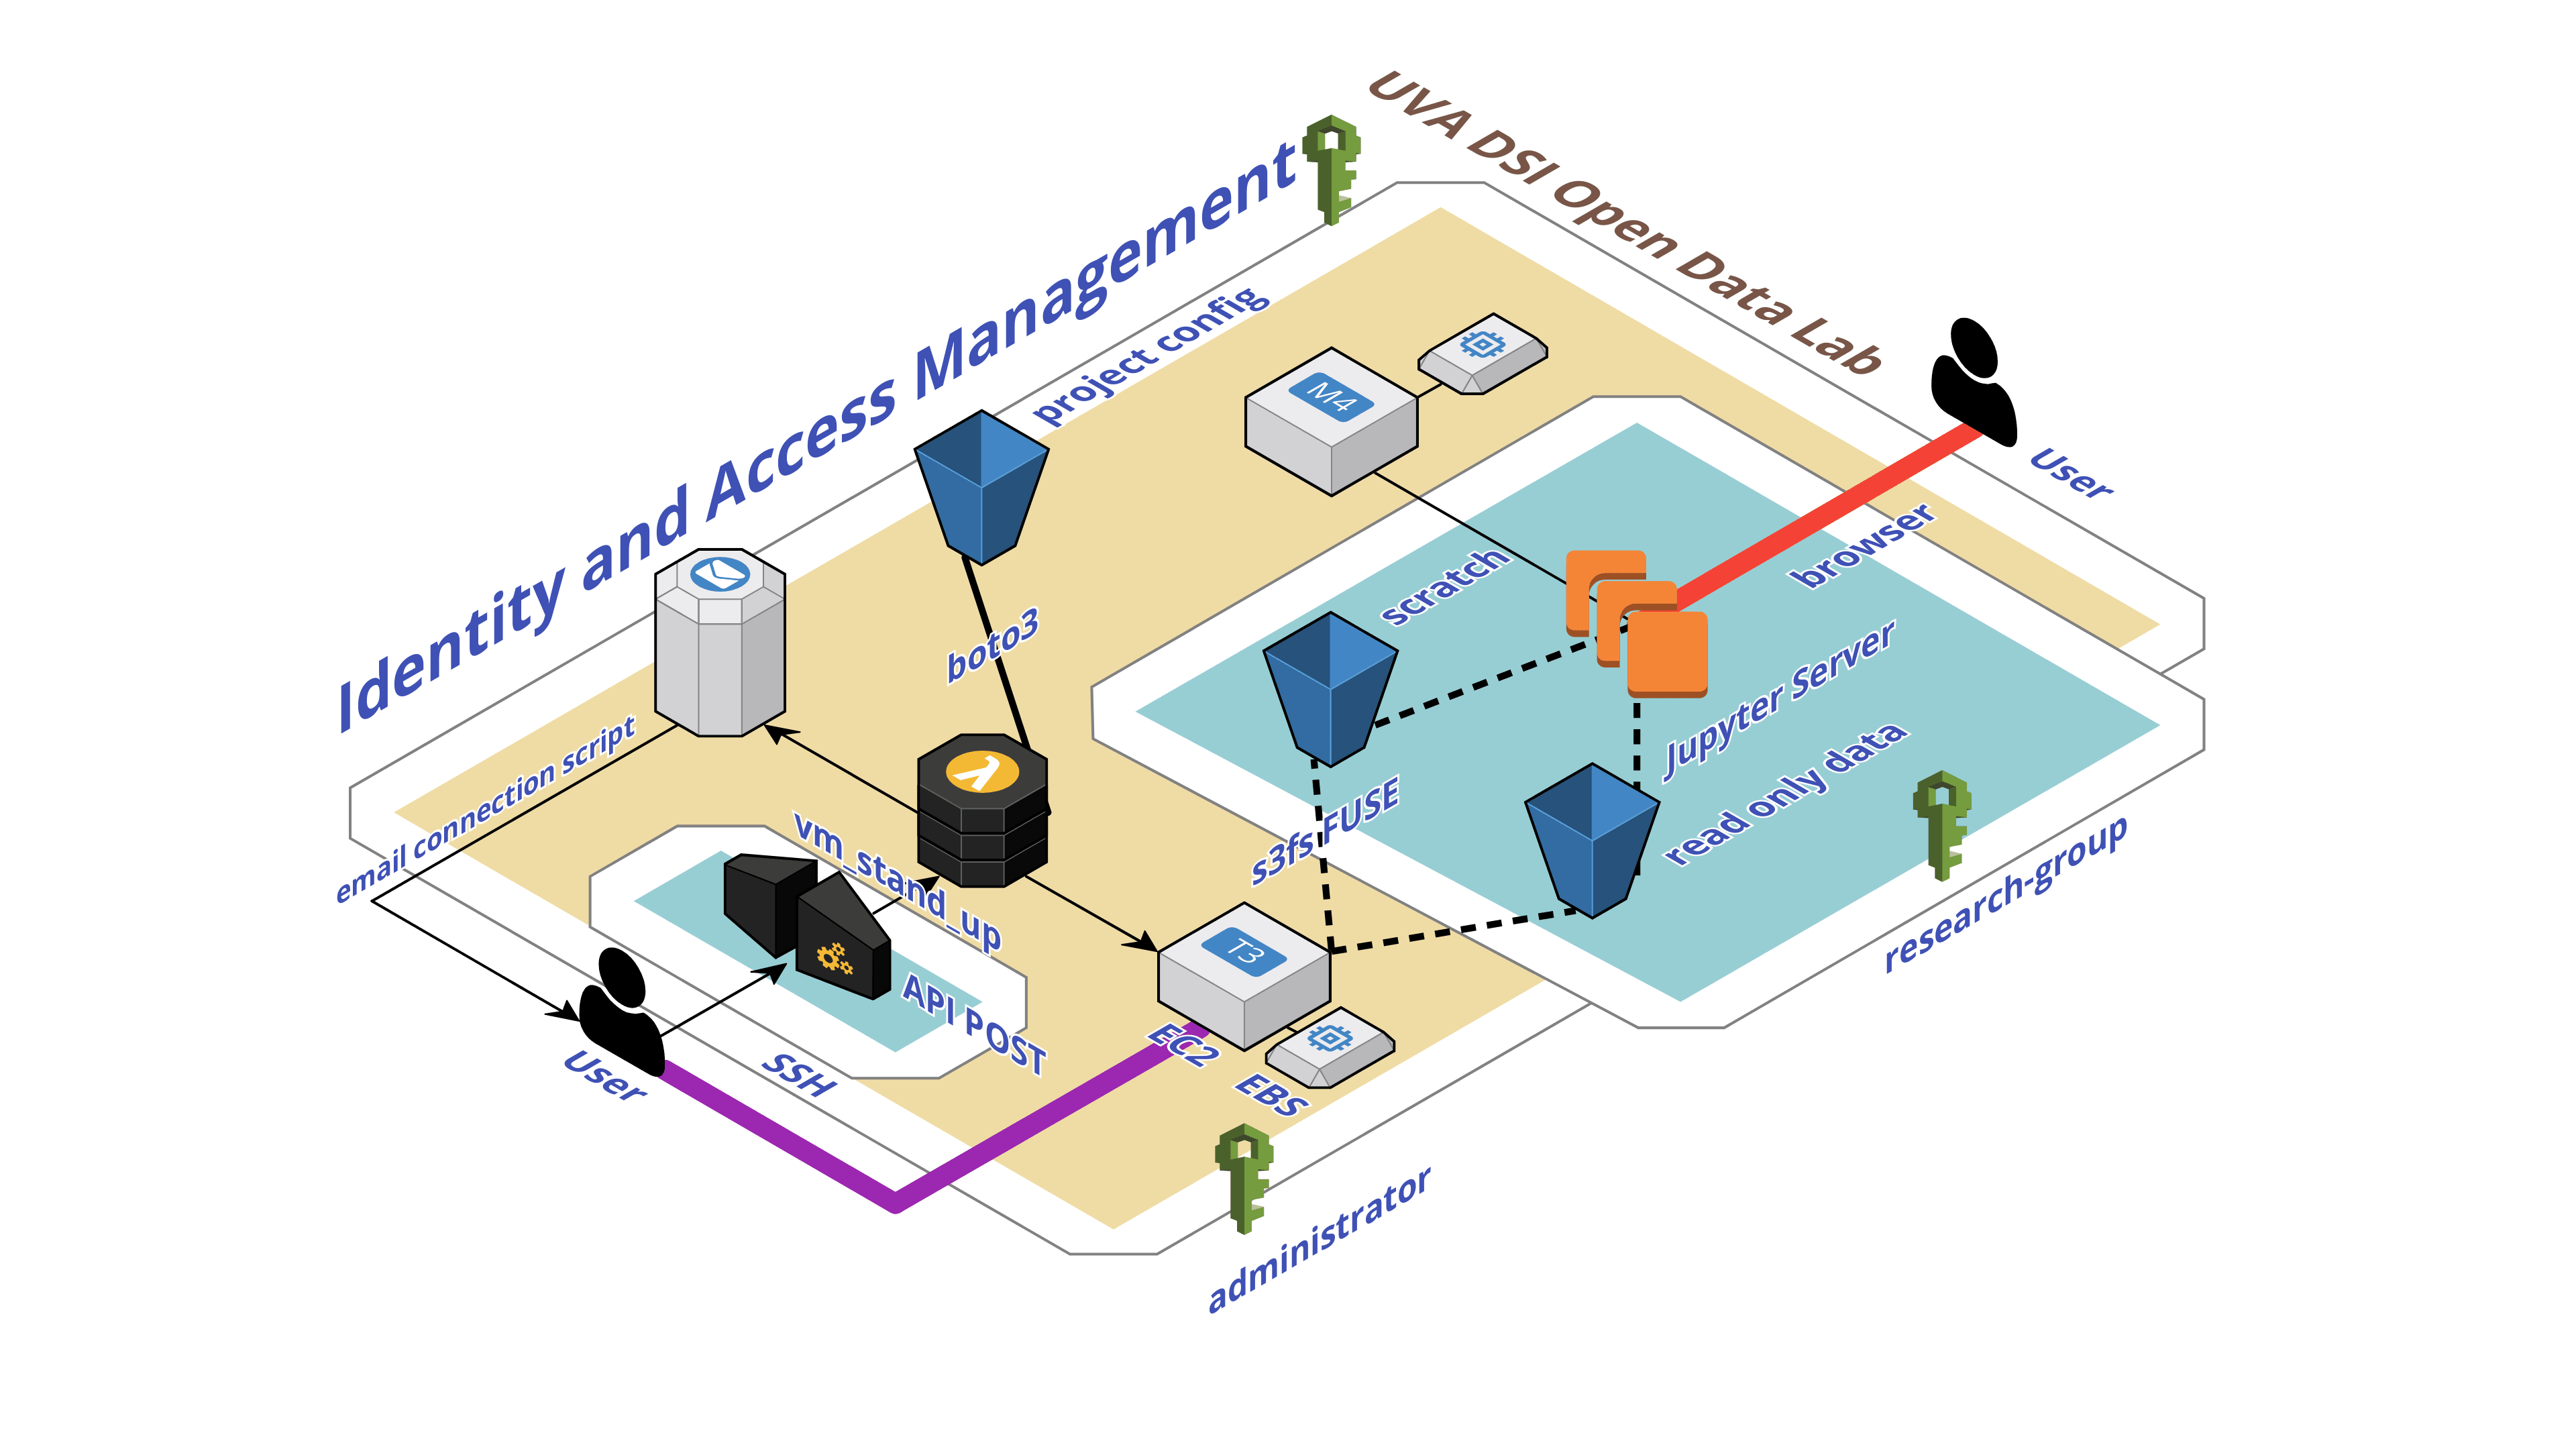 UVA DSI Open Data Lab
Identity and Access Management
project config
M4
User
browser
scratch
boto3
Jupyter Server
read only data
email connection script
s3fs FUSE
vm_stand_up
research-group
T3
API POST
EC2
SSH
User
EBS
administrator